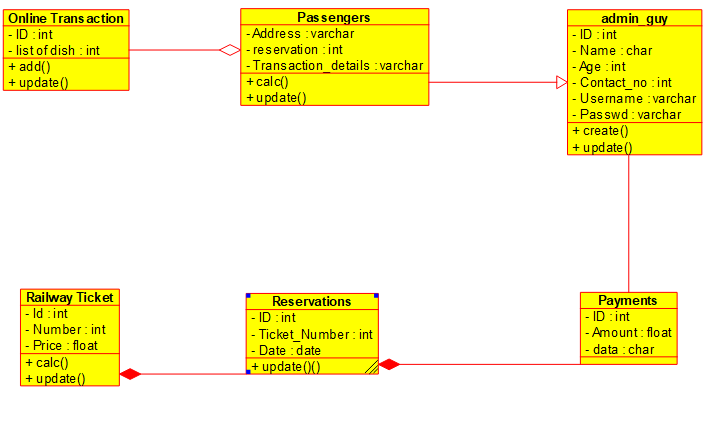 Online Transaction
- ID : int
- list of dish : int
+ add()
+ update()
Passengers
- Address : varchar
- reservation : int
- Transaction_details : varchar
+ calc()
+ update()
admin_guy
- ID : int
- Name : char
- Age : int
- Contact_no : int
- Username : varchar
- Passwd : varchar
+ create()
+ update()
Railway Ticket
- Id : int
- Number : int
- Price : float
+ calc()
+ update()
Reservations
- ID : int
- Ticket_Number : int
- Date : date
+ update()()
Payments
- ID : int
- Amount : float
- data : char